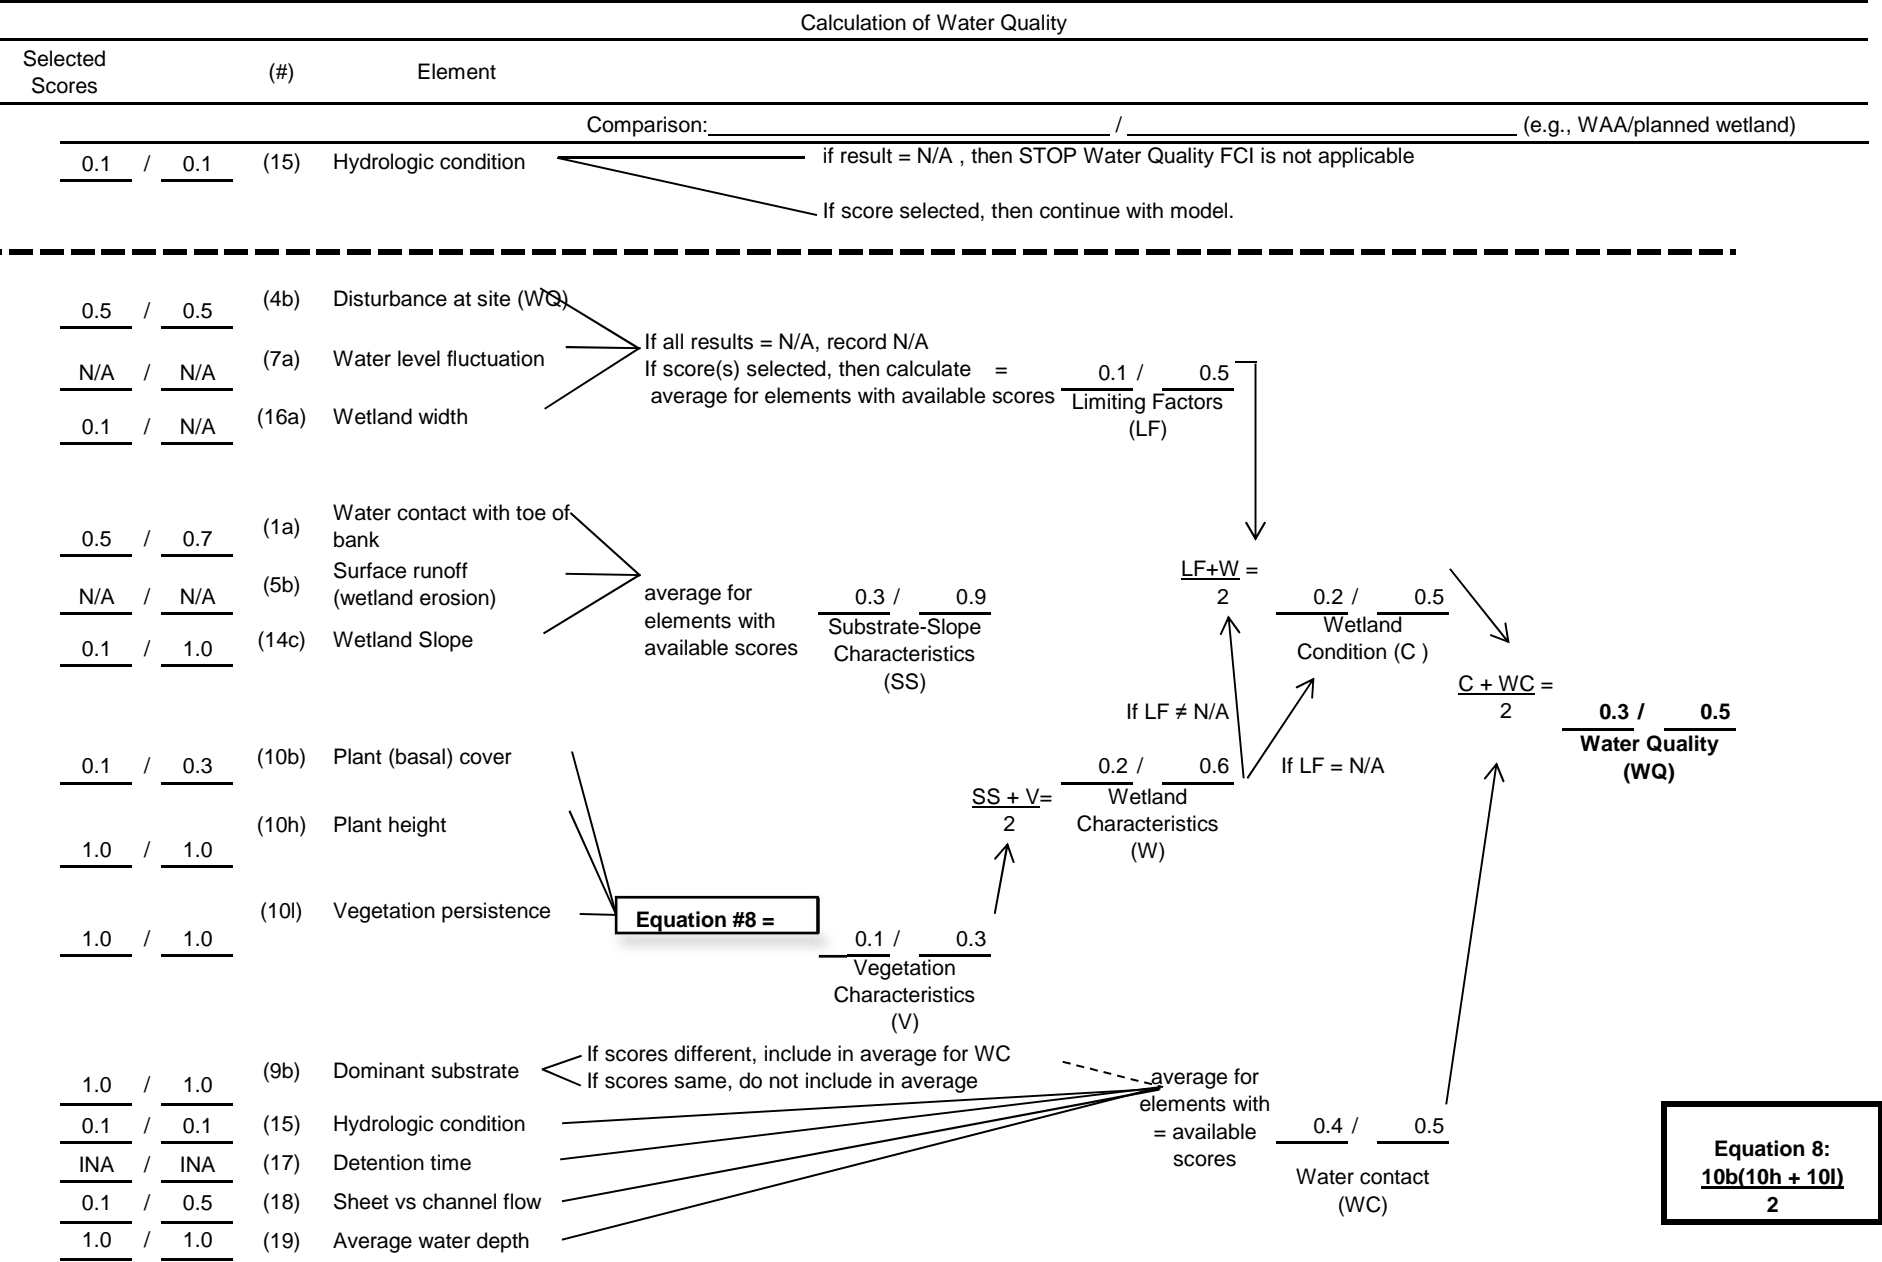 Calculation of Water Quality
Selected Scores (#) Element
Comparison: / (e.g., WAA/planned wetland)
0.1 / 0.1 (15) Hydrologic condition
if result = N/A , then STOP Water Quality FCI is not applicable
If score selected, then continue with model.
0.5 / 0.5 (4b) Disturbance at site (WQ)
N/A / N/A (7a) Water level fluctuation
0.1 / N/A (16a) Wetland width
If all results = N/A, record N/A
If score(s) selected, then calculate =
average for elements with available scores
0.1 / 0.5
Limiting Factors
(LF)
0.5 / 0.7 (1a) Water contact with toe of
bank
N/A / N/A (5b) Surface runoff
(wetland erosion)
0.1 / 1.0 (14c) Wetland Slope
average for
elements with
available scores
0.3 / 0.9
Substrate-Slope
Characteristics
(SS)
LF+W =
2
0.2 / 0.5
Wetland
Condition (C )
If LF ≠ N/A
If LF = N/A
C + WC =
2
0.3 / 0.5
Water Quality
(WQ)
0.1 / 0.3 (10b) Plant (basal) cover
1.0 / 1.0 (10h) Plant height
1.0 / 1.0 (10l) Vegetation persistence
Equation #8 =
0.1 / 0.3
Vegetation
Characteristics
(V)
SS + V=
2
0.2 / 0.6
Wetland
Characteristics
(W)
1.0 / 1.0 (9b) Dominant substrate
If scores different, include in average for WC
If scores same, do not include in average
0.1 / 0.1 (15) Hydrologic condition
INA / INA (17) Detention time
0.1 / 0.5 (18) Sheet vs channel flow
1.0 / 1.0 (19) Average water depth
average for
elements with
= available
scores
0.4 / 0.5
Water contact
(WC)
Equation 8:
10b(10h + 10l)
2